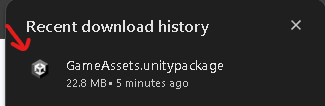 Recent download history
GameAssets.unitypackage
22.8 MB • 5 minutes ago